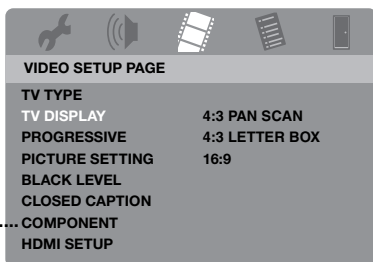 VIDEO SETUP PAGE
TV TYPE
TV DISPLAY 4:3 PAN SCAN
PROGRESSIVE 4:3 LETTER BOX
PICTURE SETTING 16:9
BLACK LEVEL
CLOSED CAPTION
COMPONENT
HDMI SETUP